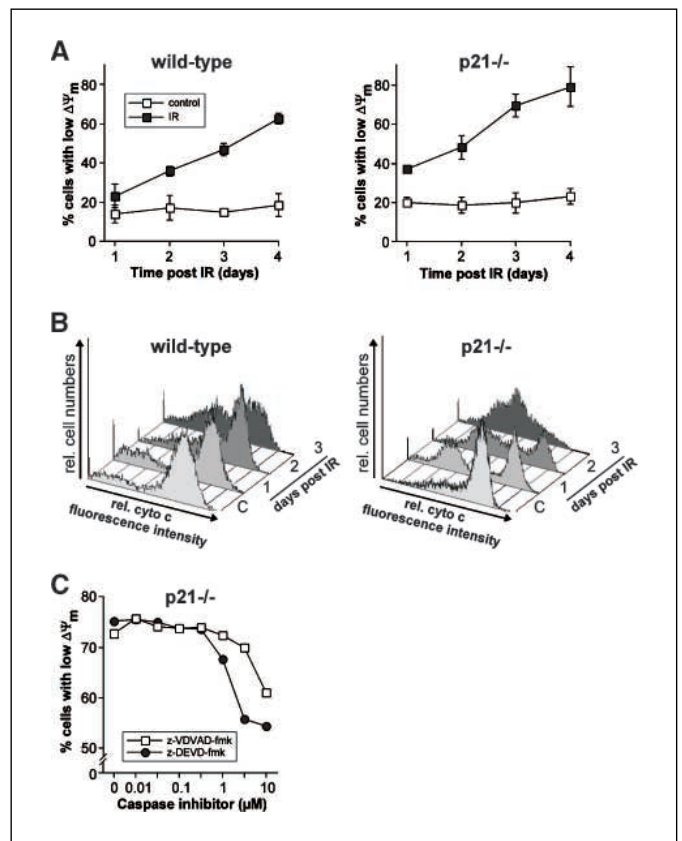 A
wild-type
% cells with low ΔΨm
80
60
40
20
0
control
IR
1 2 3 4
Time post IR (days)
p21-/-
% cells with low ΔΨm
80
60
40
20
0
1 2 3 4
Time post IR (days)
B
wild-type
rel. cell numbers
rel. cyto c
fluorescence intensity
C 1 2 3
days post IR
p21-/-
rel. cell numbers
rel. cyto c
fluorescence intensity
C 1 2 3
days post IR
C
p21-/-
% cells with low ΔΨm
80
70
60
50
0
z-VDVAD-fmk
z-DEVD-fmk
0 0.01 0.1 1 10
Caspase inhibitor (µM)